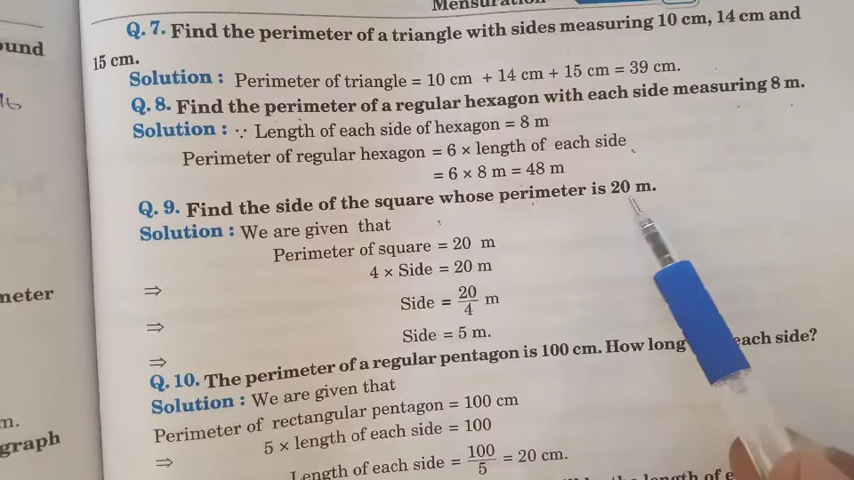 Mensuration
Q. 7. Find the perimeter of a triangle with sides measuring 10 cm, 14 cm and
15 cm.
Solution : Perimeter of triangle = 10 cm + 14 cm + 15 cm = 39 cm.
Q. 8. Find the perimeter of a regular hexagon with each side measuring 8 m.
Solution : ∵ Length of each side of hexagon = 8 m
Perimeter of regular hexagon = 6 × length of each side
= 6 × 8 m = 48 m
Q. 9. Find the side of the square whose perimeter is 20 m.
Solution : We are given that
Perimeter of square = 20 m
⇒ 4 × Side = 20 m
⇒ Side = 20/4 m
⇒ Side = 5 m.
Q. 10. The perimeter of a regular pentagon is 100 cm. How long each side?
Solution : We are given that
Perimeter of rectangular pentagon = 100 cm
⇒ 5 × length of each side = 100
Length of each side = 100/5 = 20 cm.
the length of
ound
meter
m.
graph